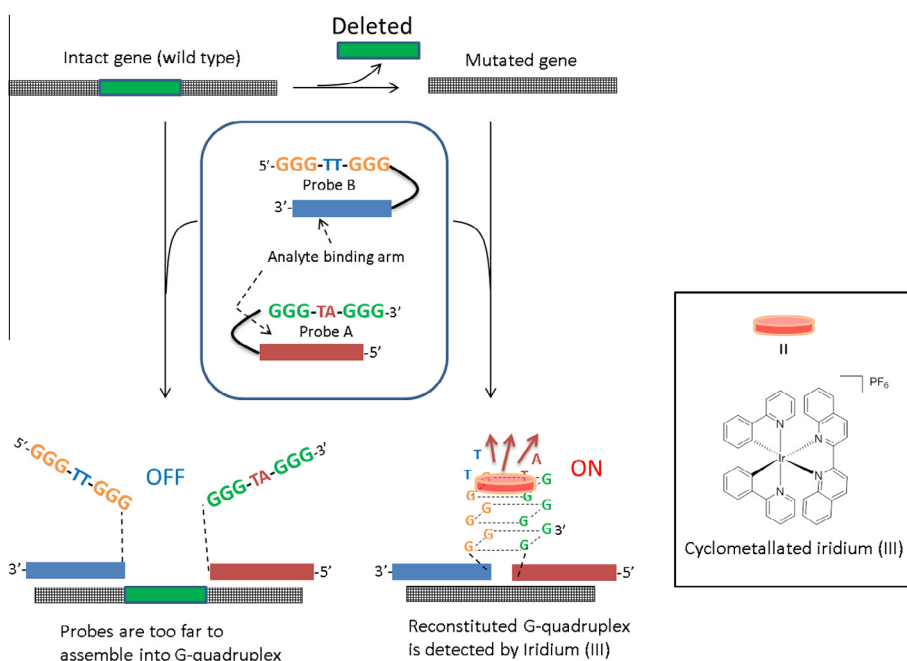 Deleted
Intact gene (wild type)
Mutated gene
5’-GGG-TT-GGG
Probe B
3’-
Analyte binding arm
GGG-TA-GGG-3’
Probe A
-5’
5’-GGG-TT-GGG
OFF
GGG-TA-GGG-3’
T
T
A
ON
G
G
G
G
G
G
G
G
G
3’
G
G
3’-
-5’
3’-
-5’
Probes are too far to
assemble into G-quadruplex
Reconstituted G-quadruplex
is detected by Iridium (III)
II
PF6
N
N
Ir
N
N
Cyclometallated iridium (III)